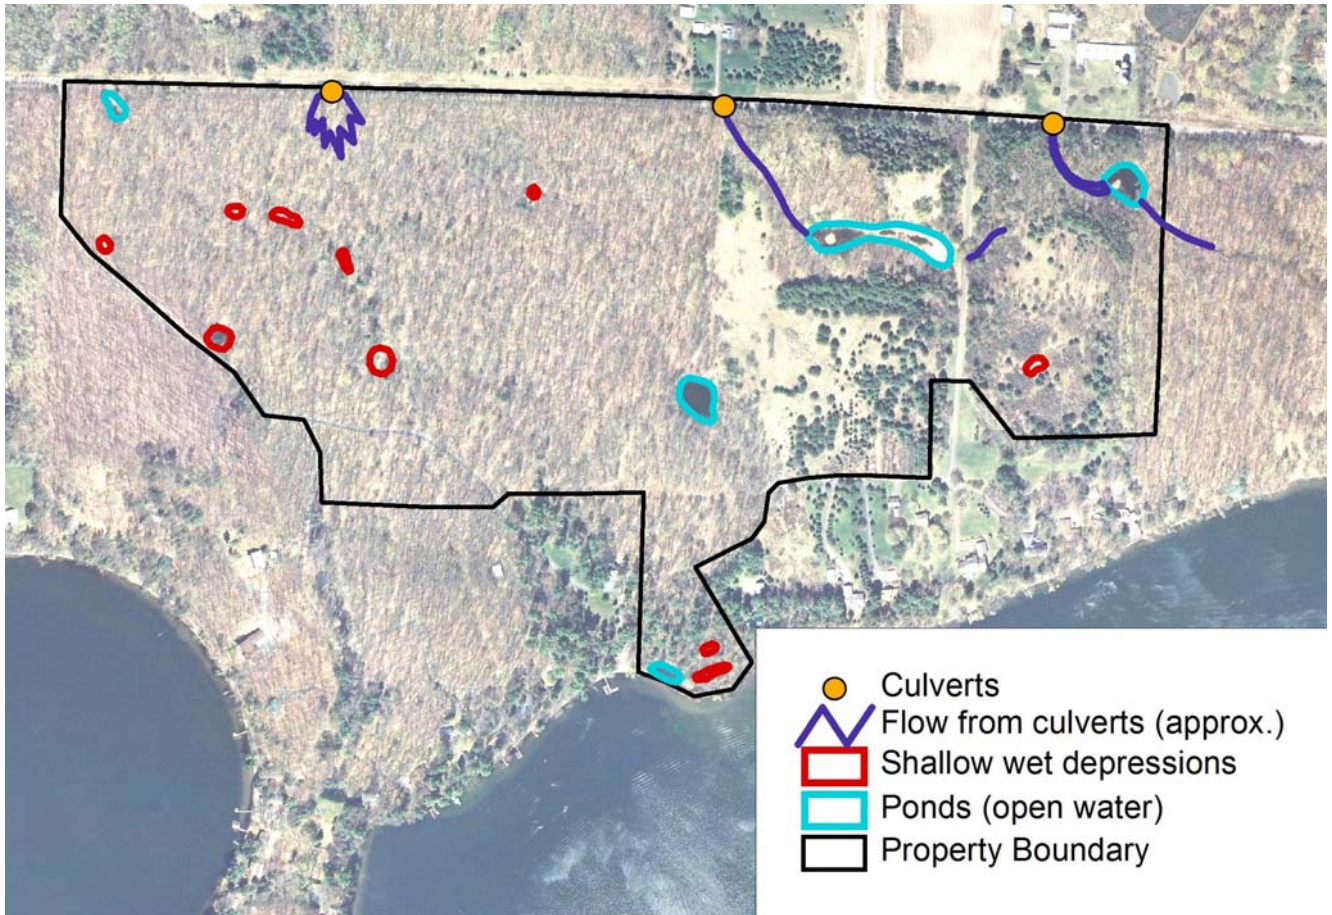 Culverts
Flow from culverts (approx.)
Shallow wet depressions
Ponds (open water)
Property Boundary